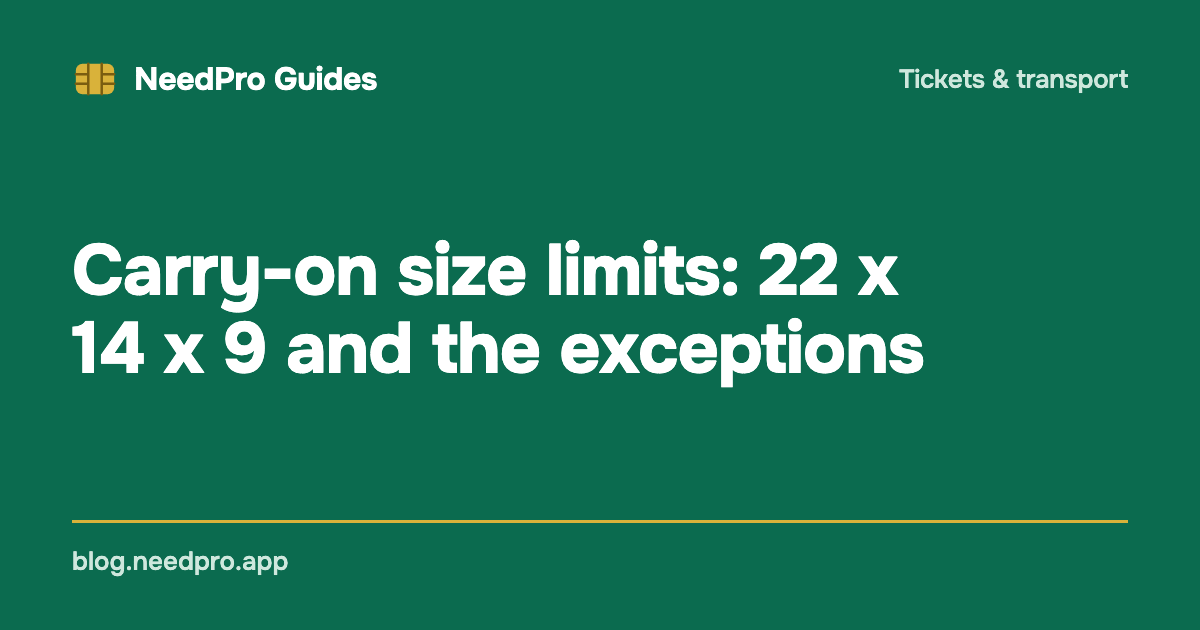 NeedPro Guides
Tickets & transport
Carry-on size limits: 22 x
14 x 9 and the exceptions
blog.needpro.app